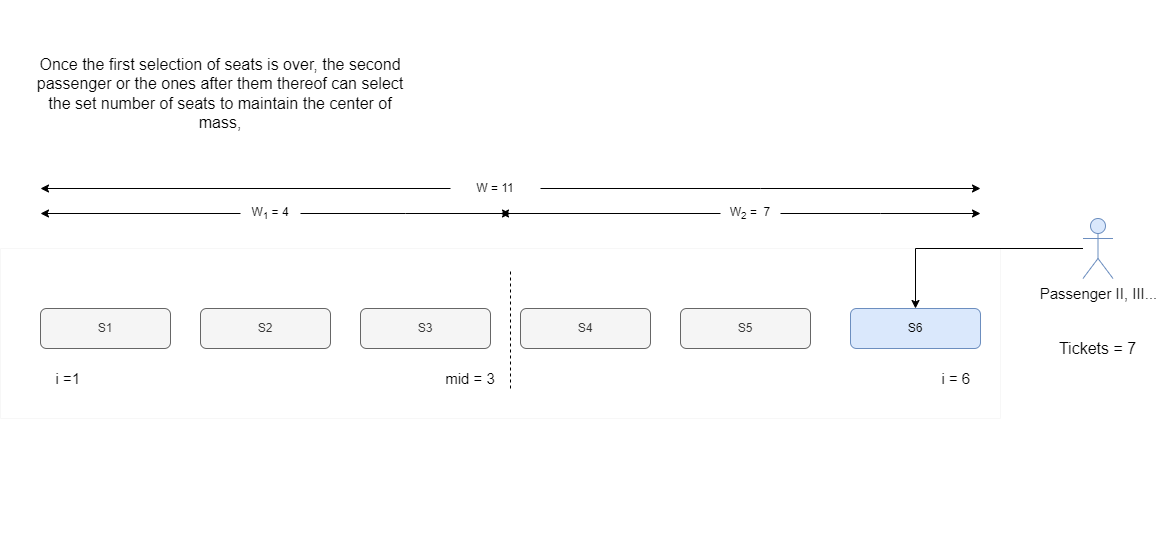 Once the first selection of seats is over, the second
passenger or the ones after them thereof can select
the set number of seats to maintain the center of
mass,
W = 11
W₁ = 4
W₂ = 7
S1
S2
S3
S4
S5
S6
Passenger II, III...
Tickets = 7
i =1
mid = 3
i = 6